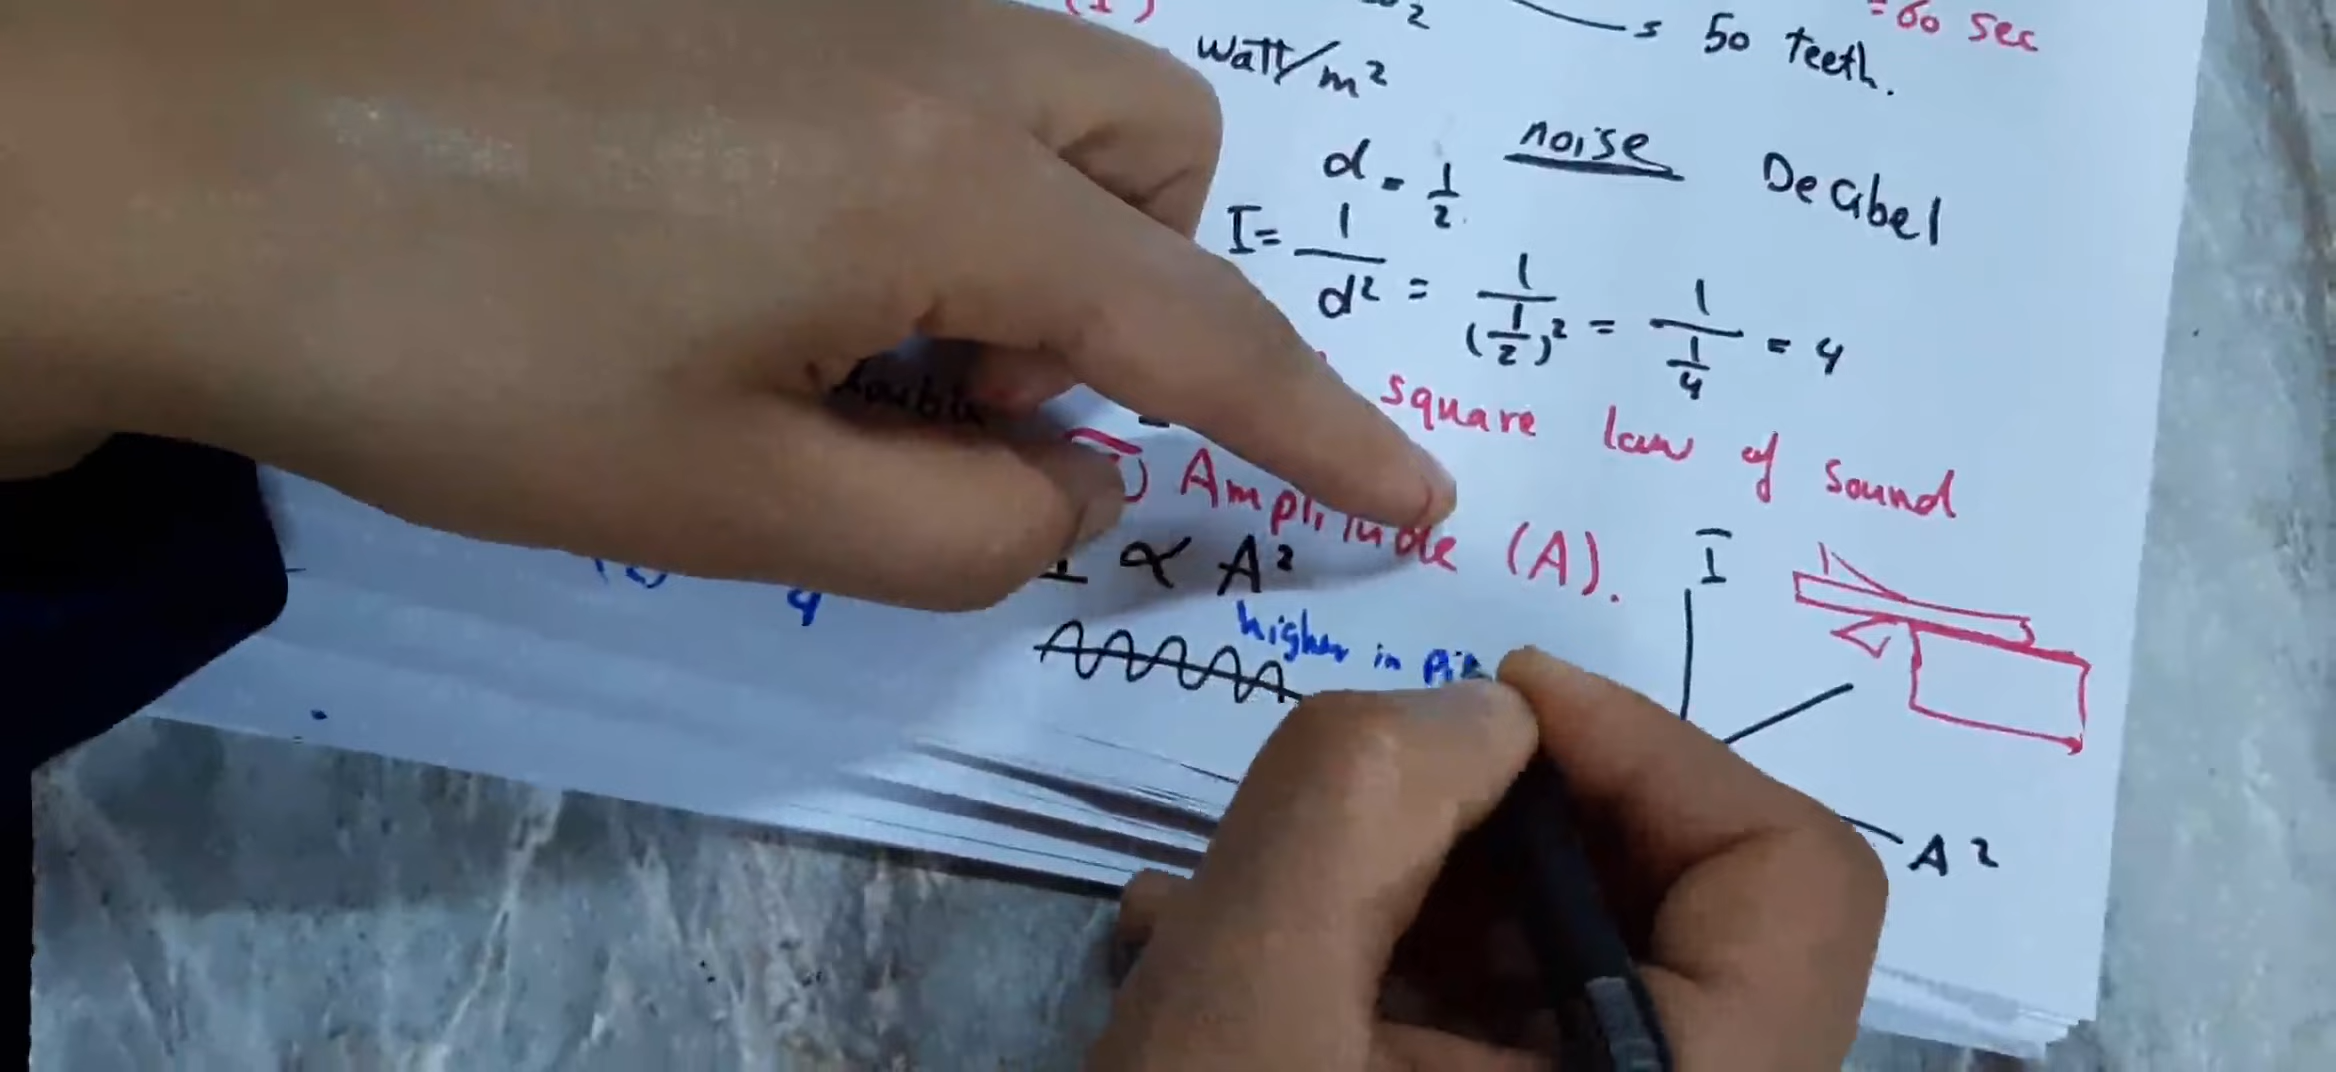 = 60 sec
(I)
s 50 teeth.
watt/m²
noise Decibel
d = 1/2
I = 1/d² = 1/(1/2)² = 1/(1/4) = 4
square law of sound
Amplitude (A).
∝ A²
I
4
higher in
A²